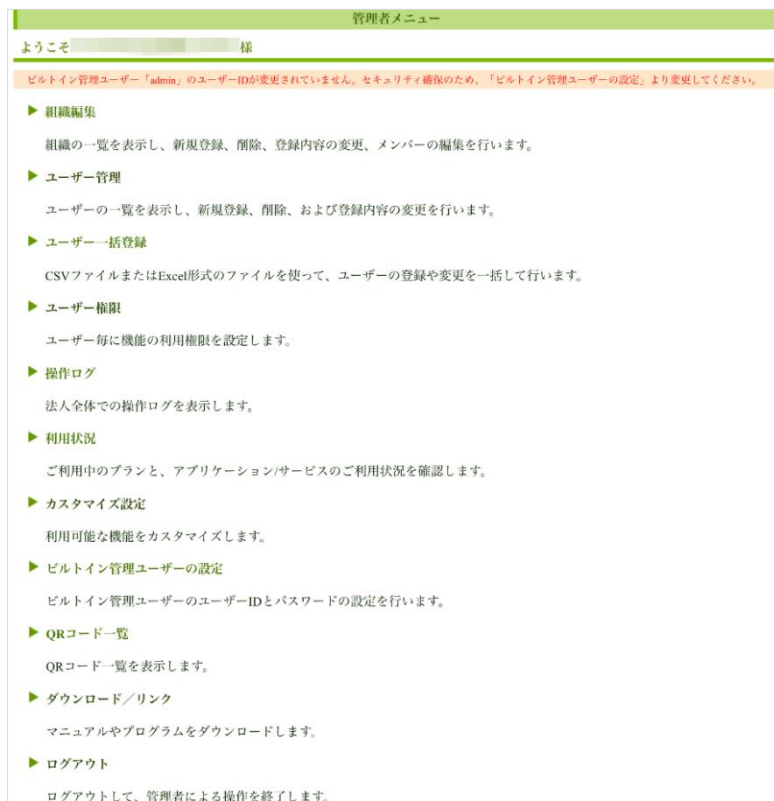 管理者メニュー
ようこそ 様
ビルトイン管理ユーザー「admin」のユーザーIDが変更されていません。セキュリティ確保のため、「ビルトイン管理ユーザーの設定」より変更してください。
▶ 組織編集
組織の一覧を表示し、新規登録、削除、登録内容の変更、メンバーの編集を行います。
▶ ユーザー管理
ユーザーの一覧を表示し、新規登録、削除、および登録内容の変更を行います。
▶ ユーザー一括登録
CSVファイルまたはExcel形式のファイルを使って、ユーザーの登録や変更を一括して行います。
▶ ユーザー権限
ユーザー毎に機能の利用権限を設定します。
▶ 操作ログ
法人全体での操作ログを表示します。
▶ 利用状況
ご利用中のプランと、アプリケーション/サービスのご利用状況を確認します。
▶ カスタマイズ設定
利用可能な機能をカスタマイズします。
▶ ビルトイン管理ユーザーの設定
ビルトイン管理ユーザーのユーザーIDとパスワードの設定を行います。
▶ QRコード一覧
QRコード一覧を表示します。
▶ ダウンロード／リンク
マニュアルやプログラムをダウンロードします。
▶ ログアウト
ログアウトして、管理者による操作を終了します。